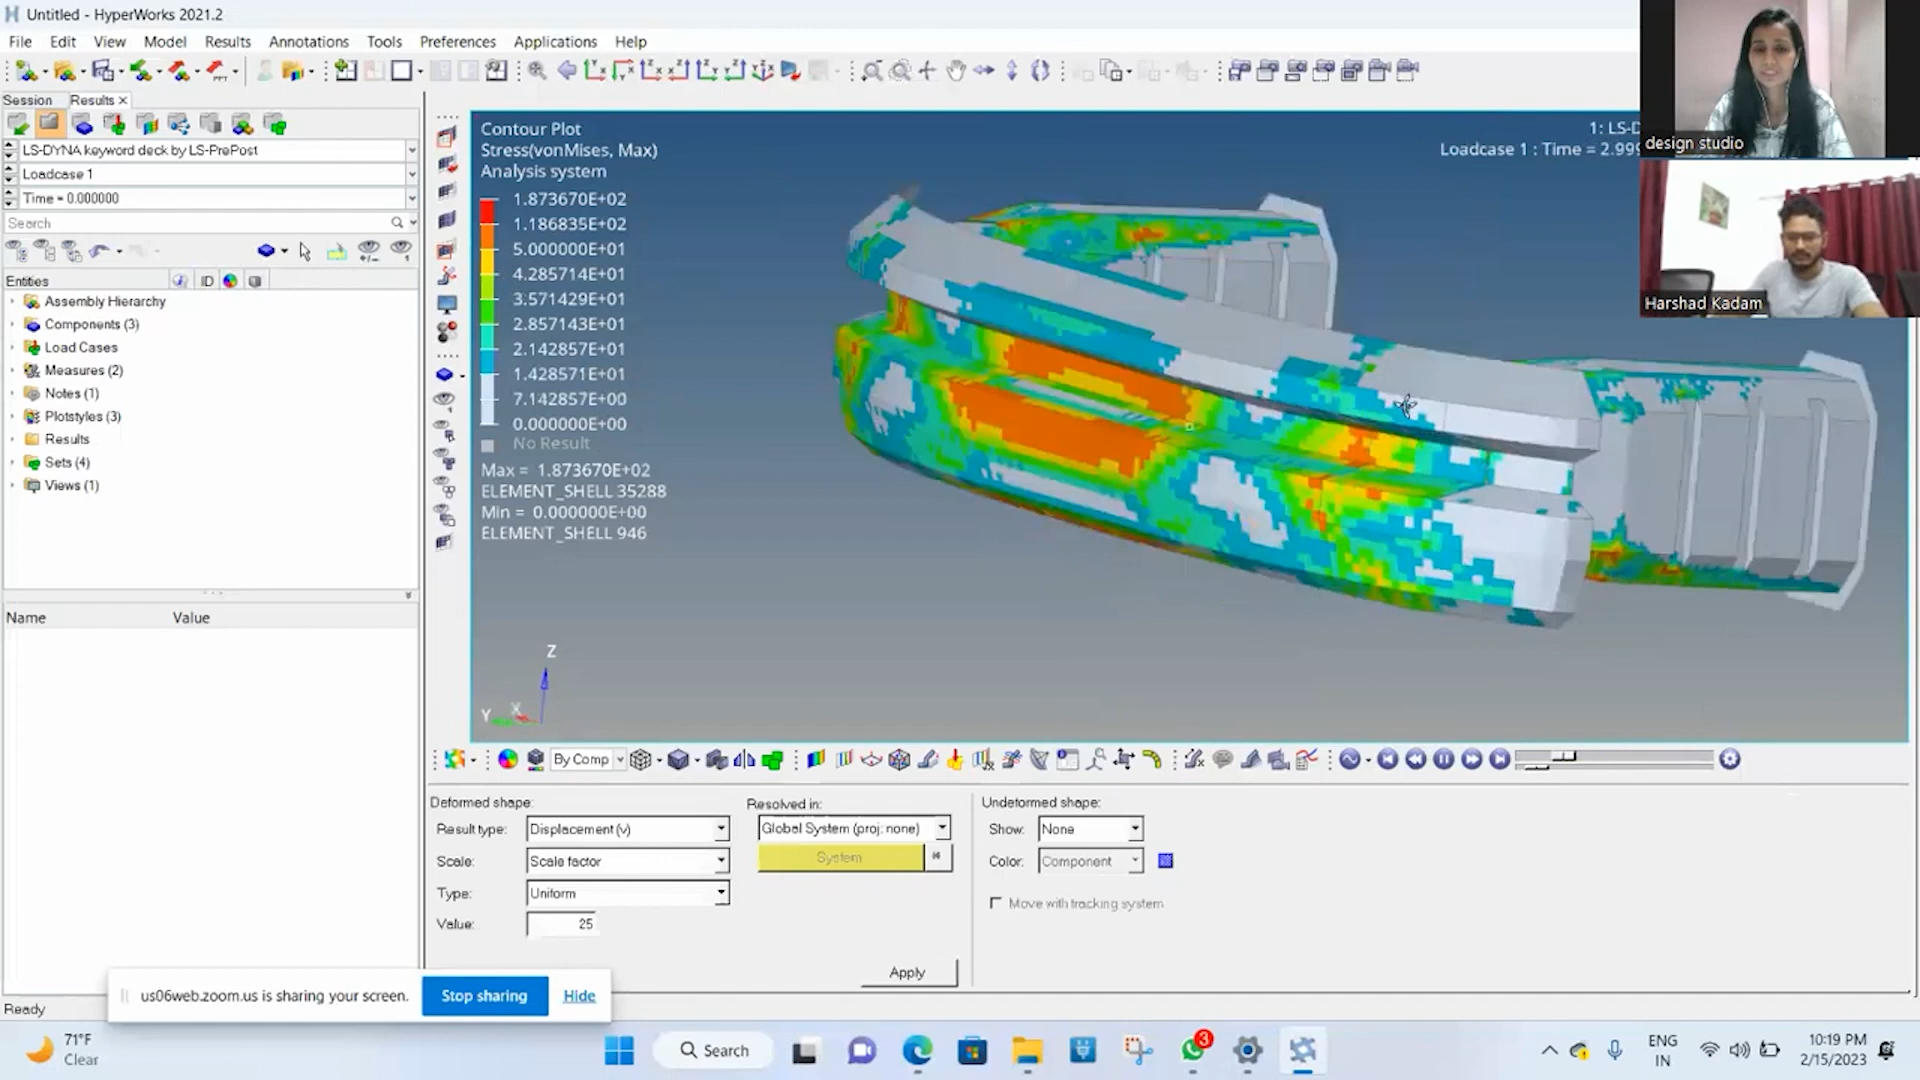 Untitled - HyperWorks 2021.2
File Edit View Model Results Annotations Tools Preferences Applications Help
Session Results
LS-DYNA keyword deck by LS-PrePost
Loadcase 1
Time = 0.000000
Search
Entities ID
Assembly Hierarchy
Components (3)
Load Cases
Measures (2)
Notes (1)
Plotstyles (3)
Results
Sets (4)
Views (1)
Name Value
Contour Plot
Stress(vonMises, Max)
Analysis system
1.873670E+02
1.186835E+02
5.000000E+01
4.285714E+01
3.571429E+01
2.857143E+01
2.142857E+01
1.428571E+01
7.142857E+00
0.000000E+00
No Result
Max = 1.873670E+02
ELEMENT_SHELL 35288
Min = 0.000000E+00
ELEMENT_SHELL 946
1: LS-D
Loadcase 1 : Time = 2.999
design studio
Harshad Kadam
Z
Y X
By Comp
Deformed shape:
Result type: Displacement (v)
Scale: Scale factor
Type: Uniform
Value: 25
Resolved in:
Global System (proj: none)
System
Undeformed shape:
Show: None
Color: Component
Move with tracking system
Apply
us06web.zoom.us is sharing your screen. Stop sharing Hide
Ready
71°F
Clear
Search
3
ENG
IN
10:19 PM
2/15/2023